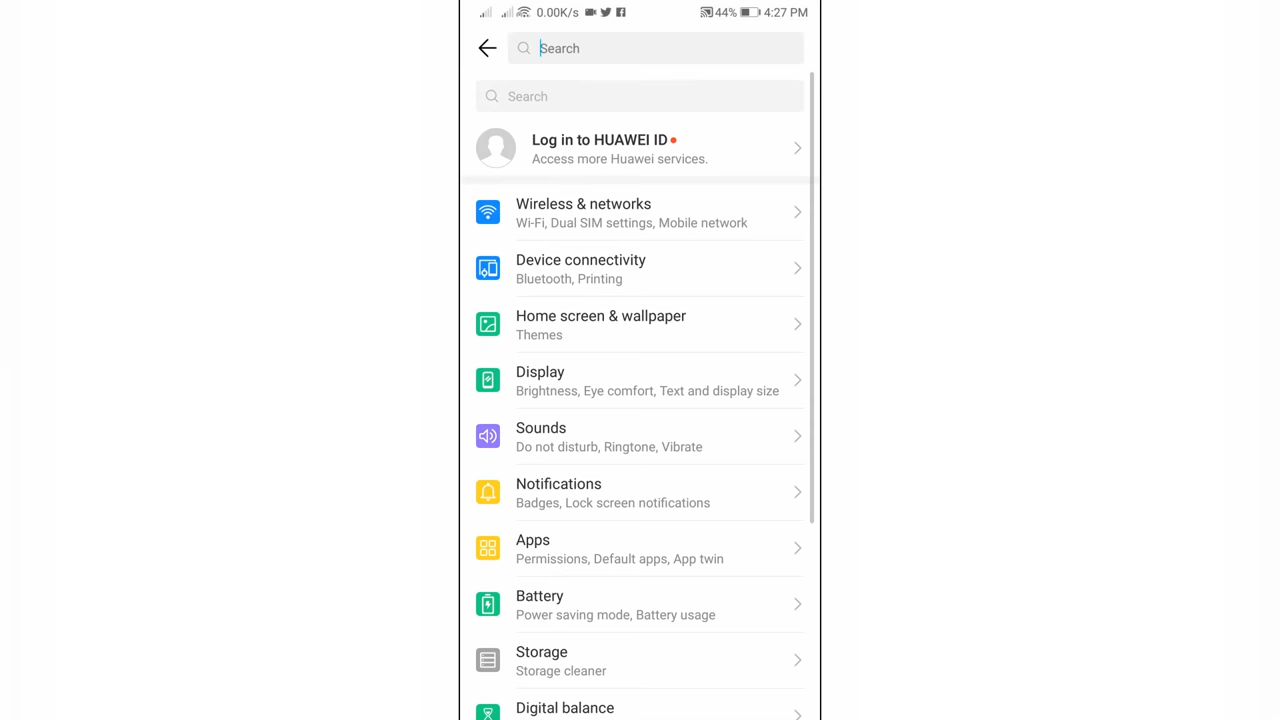 0.00K/s 44% 4:27 PM
Search
Search
Log in to HUAWEI ID
Access more Huawei services.
Wireless & networks
Wi-Fi, Dual SIM settings, Mobile network
Device connectivity
Bluetooth, Printing
Home screen & wallpaper
Themes
Display
Brightness, Eye comfort, Text and display size
Sounds
Do not disturb, Ringtone, Vibrate
Notifications
Badges, Lock screen notifications
Apps
Permissions, Default apps, App twin
Battery
Power saving mode, Battery usage
Storage
Storage cleaner
Digital balance